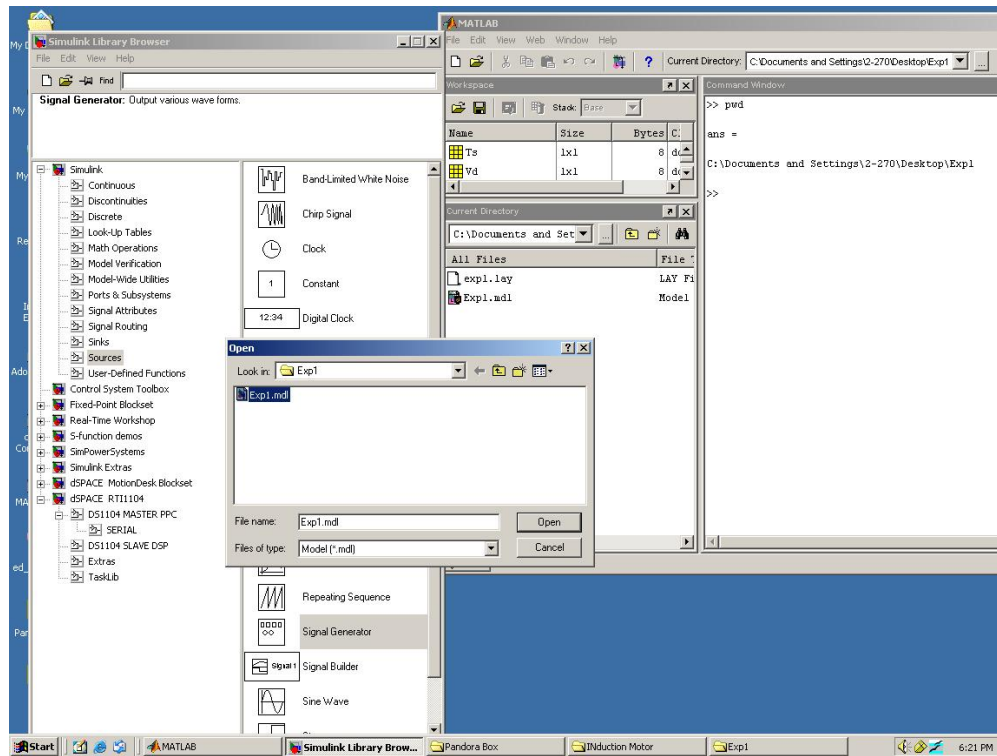 Simulink Library Browser
File Edit View Help
Find
Signal Generator: Output various wave forms.
Simulink
Continuous
Discontinuities
Discrete
Look-Up Tables
Math Operations
Model Verification
Model-Wide Utilities
Ports & Subsystems
Signal Attributes
Signal Routing
Sinks
Sources
User-Defined Functions
Control System Toolbox
Fixed-Point Blockset
Real-Time Workshop
S-function demos
SimPowerSystems
Simulink Extras
dSPACE MotionDesk Blockset
dSPACE RTI1104
DS1104 MASTER PPC
SERIAL
DS1104 SLAVE DSP
Extras
TaskLib
Band-Limited White Noise
Chirp Signal
Clock
1
Constant
12:34
Digital Clock
Repeating Sequence
Signal Generator
Signal 1
Signal Builder
Sine Wave
MATLAB
File Edit View Web Window Help
? Current Directory: C:\Documents and Settings\2-270\Desktop\Exp1
Workspace
Stack: Base
Name Size Bytes
Ts 1x1 8
Vd 1x1 8
Current Directory
C:\Documents and Set
All Files File
exp1.lay LAY Fi
Exp1.mdl Model
Command Window
>> pwd
ans =
C:\Documents and Settings\2-270\Desktop\Exp1
>>
Open
Look in: Exp1
Exp1.mdl
File name: Exp1.mdl
Open
Files of type: Model (*.mdl)
Cancel
My
My
My
Re
Ado
MA
ed_
Par
Start
MATLAB
Simulink Library Brow...
Pandora Box
INduction Motor
Exp1
6:21 PM